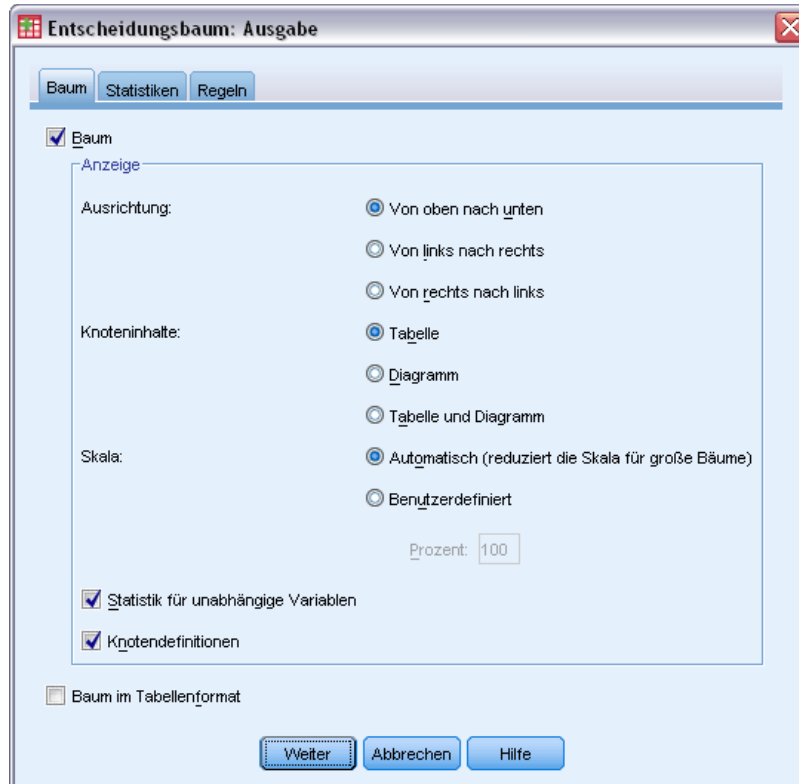 Entscheidungsbaum: Ausgabe
Baum Statistiken Regeln
Baum
Anzeige
Ausrichtung: Von oben nach unten
Von links nach rechts
Von rechts nach links
Knoteninhalte: Tabelle
Diagramm
Tabelle und Diagramm
Skala: Automatisch (reduziert die Skala für große Bäume)
Benutzerdefiniert
Prozent: 100
Statistik für unabhängige Variablen
Knotendefinitionen
Baum im Tabellenformat
Weiter Abbrechen Hilfe